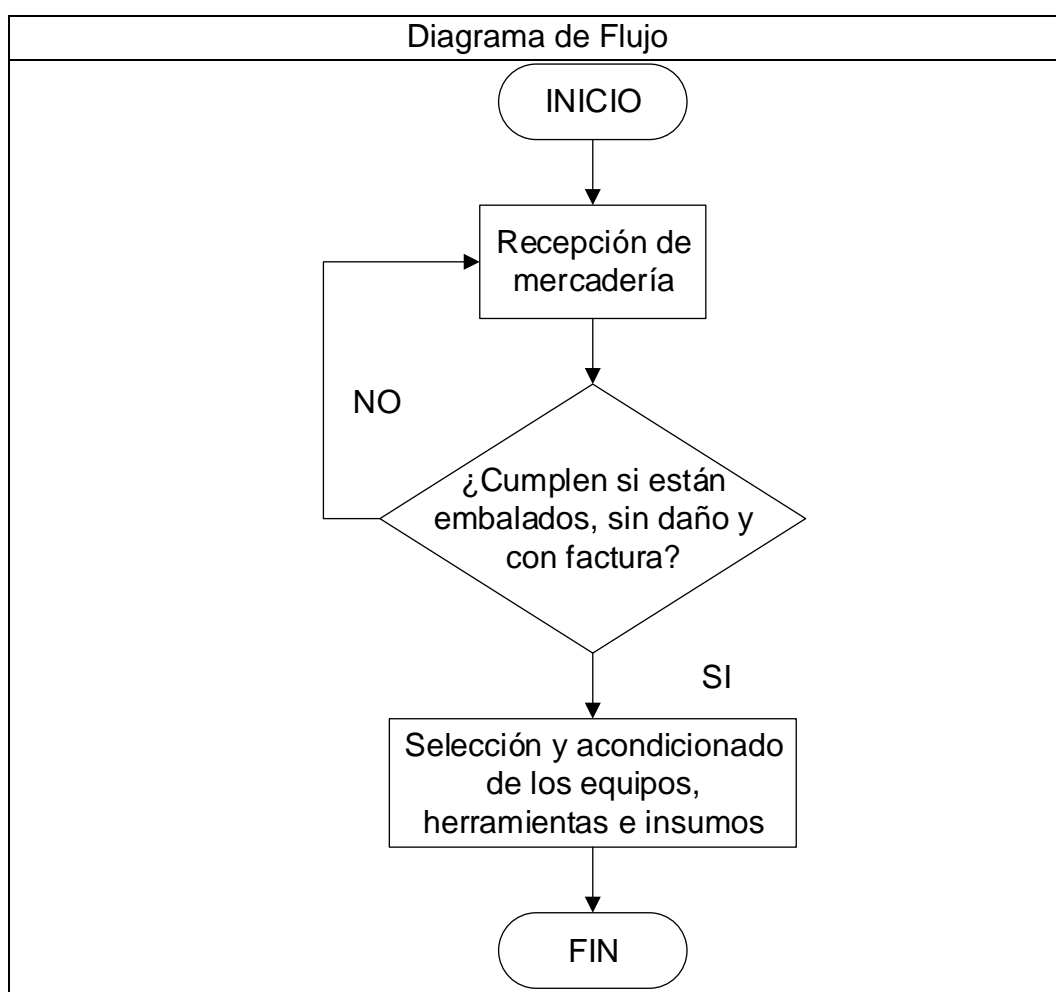 Diagrama de Flujo
INICIO
Recepción de
mercadería
NO
¿Cumplen si están
embalados, sin daño y
con factura?
SI
Selección y acondicionado
de los equipos,
herramientas e insumos
FIN